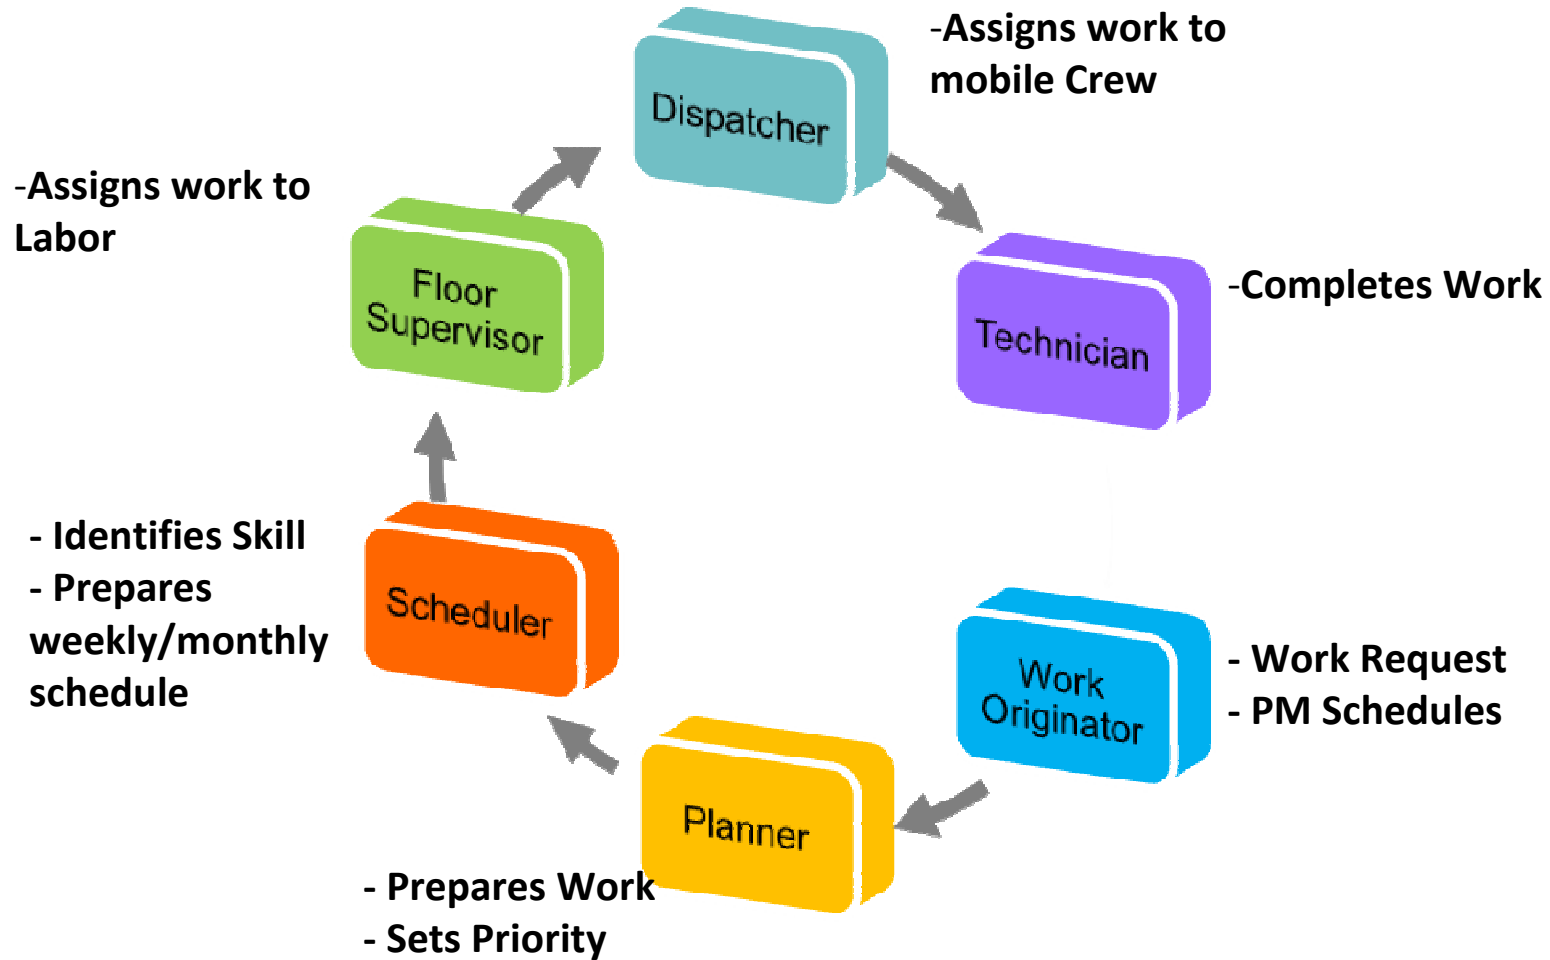 -Assigns work to
mobile Crew
Dispatcher
-Assigns work to
Labor
Floor
Supervisor
Technician
-Completes Work
- Identifies Skill
- Prepares
weekly/monthly
schedule
Scheduler
Work
Originator
- Work Request
- PM Schedules
Planner
- Prepares Work
- Sets Priority